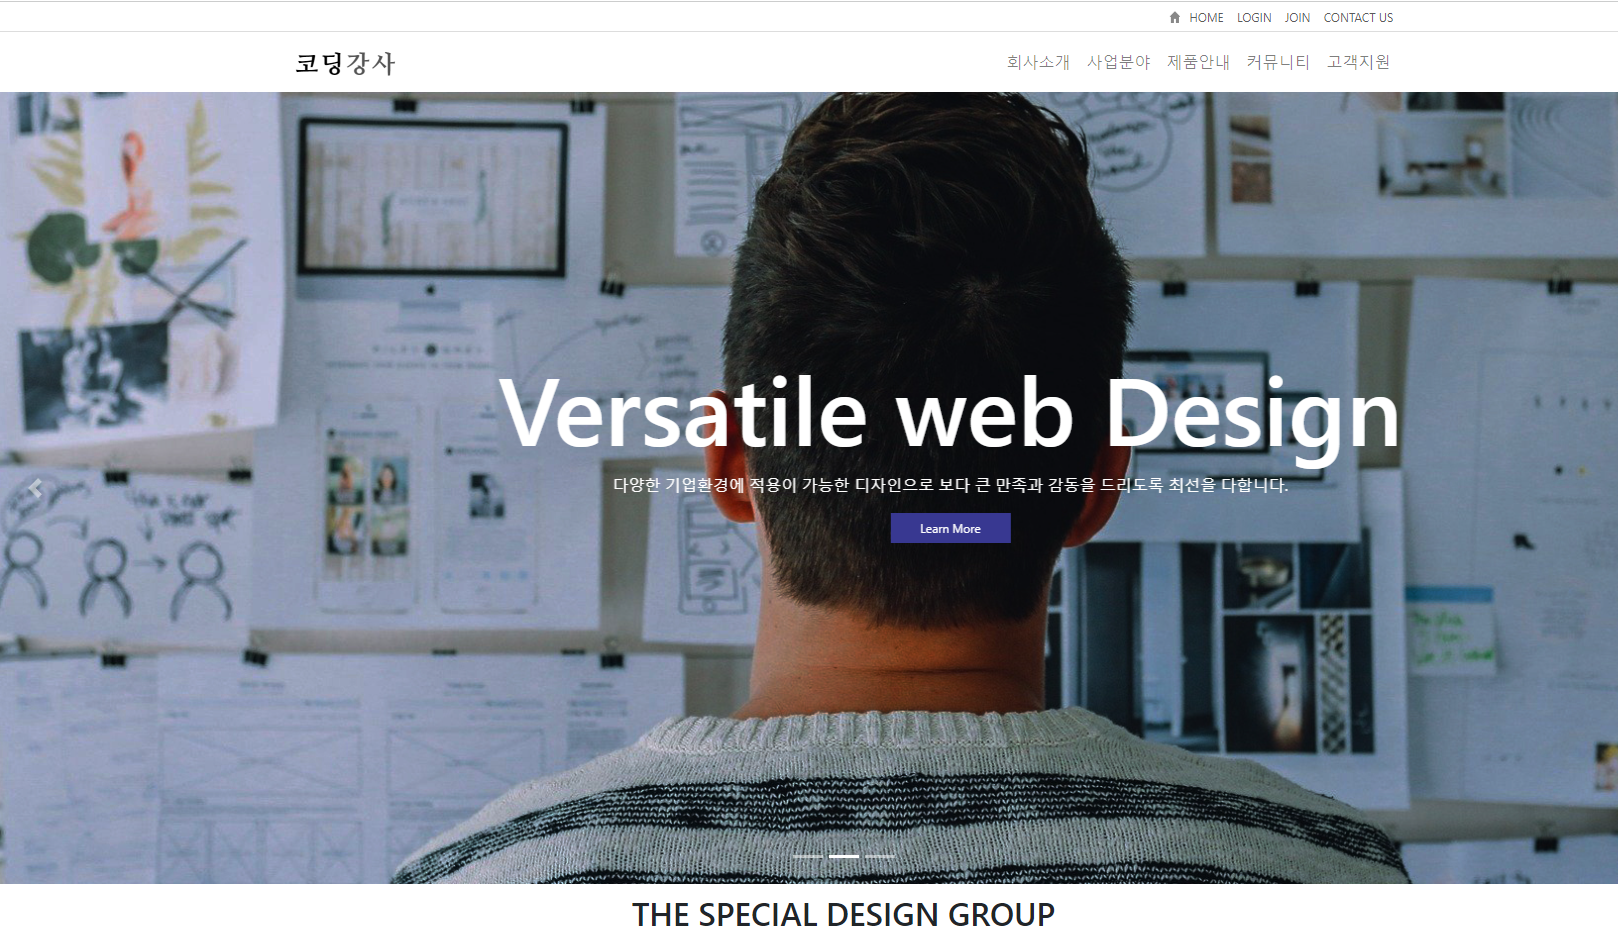 HOME LOGIN JOIN CONTACT US
코딩강사
회사소개 사업분야 제품안내 커뮤니티 고객지원
Versatile web Design
다양한 기업환경에 적용이 가능한 디자인으로 보다 큰 만족과 감동을 드리도록 최선을 다합니다.
Learn More
THE SPECIAL DESIGN GROUP